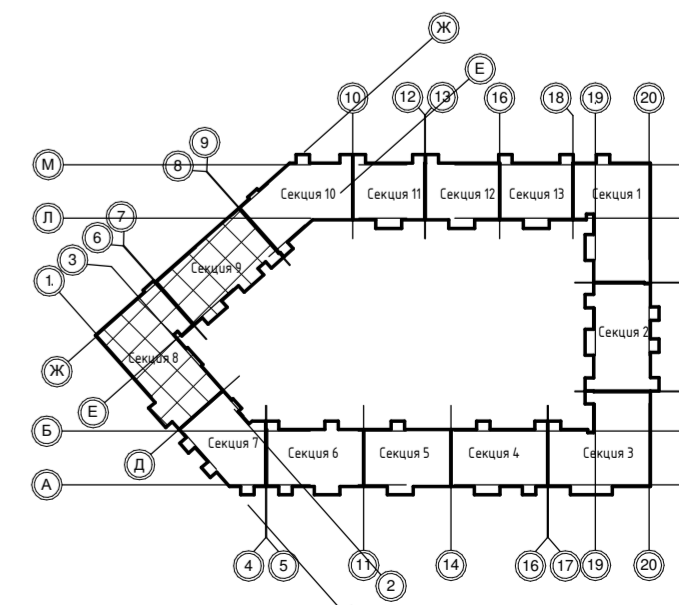 Ж
Е
10
12
13
16
18
19
20
9
8
М
Секция 10
Секция 11
Секция 12
Секция 13
Секция 1
Л
7
6
3
1.
Секция 9
Секция 2
Секция 8
Ж
Е
Б
Секция 7
Секция 6
Секция 5
Секция 4
Секция 3
Д
А
4
5
11
2
14
16
17
19
20